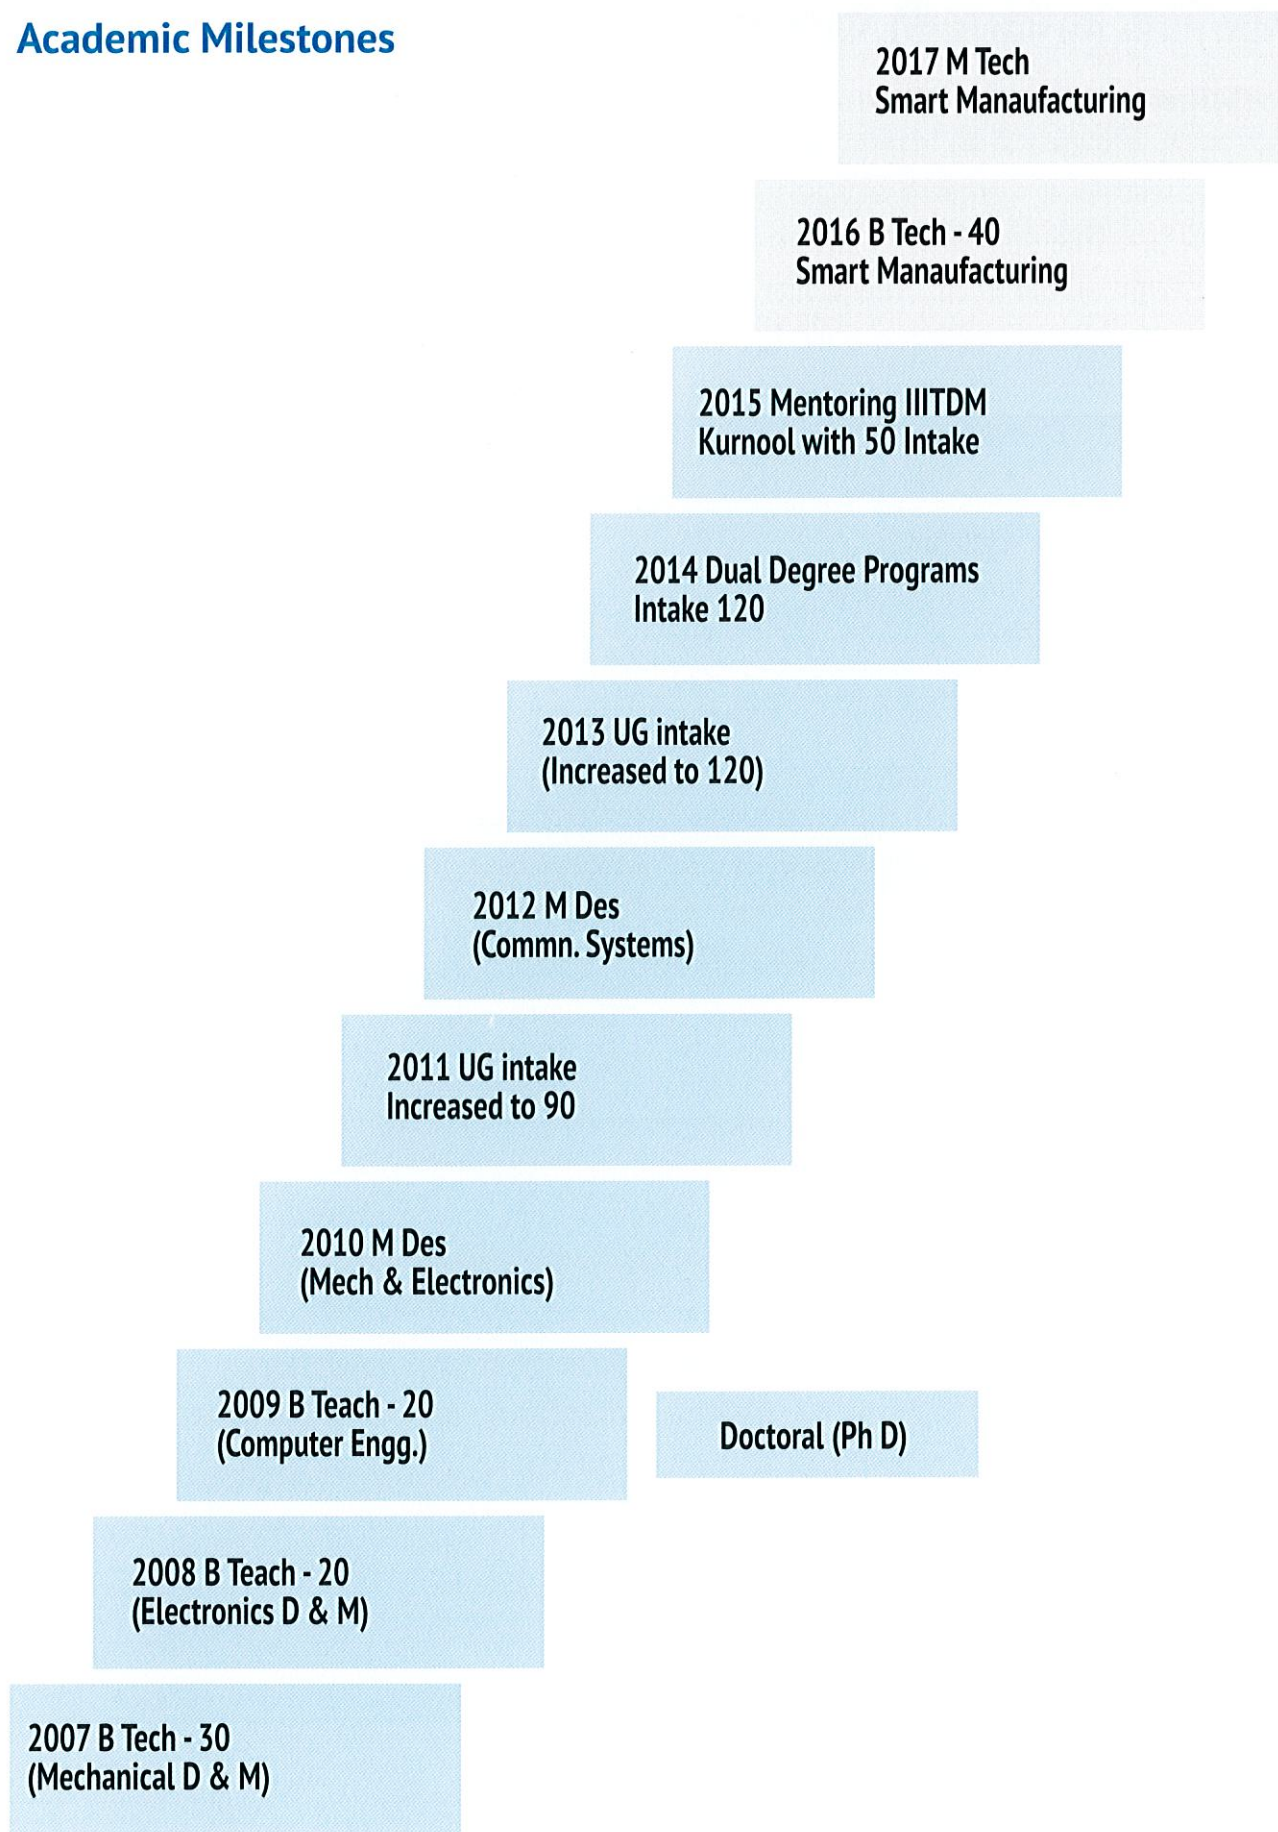 Academic Milestones
2017 M Tech
Smart Manaufacturing
2016 B Tech - 40
Smart Manaufacturing
2015 Mentoring IIITDM
Kurnool with 50 Intake
2014 Dual Degree Programs
Intake 120
2013 UG intake
(Increased to 120)
2012 M Des
(Commn. Systems)
2011 UG intake
Increased to 90
2010 M Des
(Mech & Electronics)
2009 B Teach - 20
(Computer Engg.)
Doctoral (Ph D)
2008 B Teach - 20
(Electronics D & M)
2007 B Tech - 30
(Mechanical D & M)